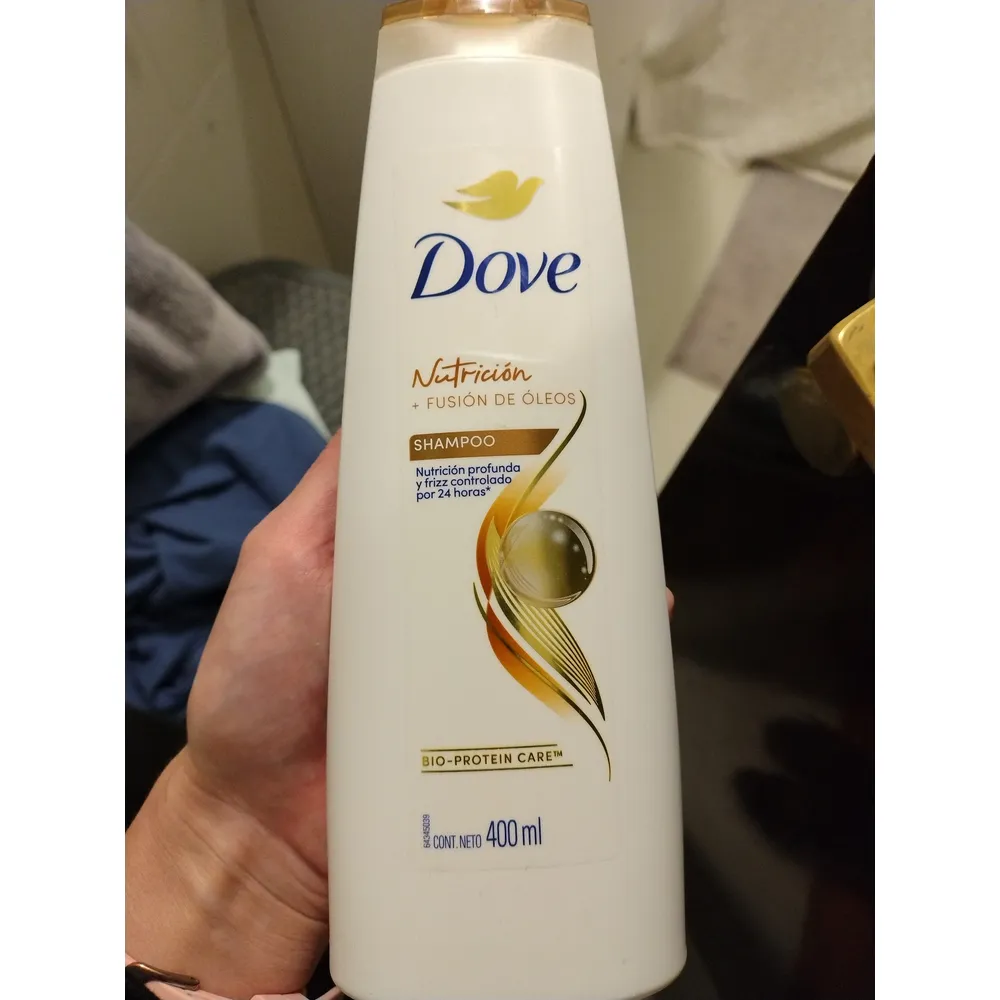 Dove
Nutrición
+ FUSIÓN DE ÓLEOS
SHAMPOO
Nutrición profunda
y frizz controlado
por 24 horas*
BIO-PROTEIN CARE™
64345039
CONT. NETO 400 ml